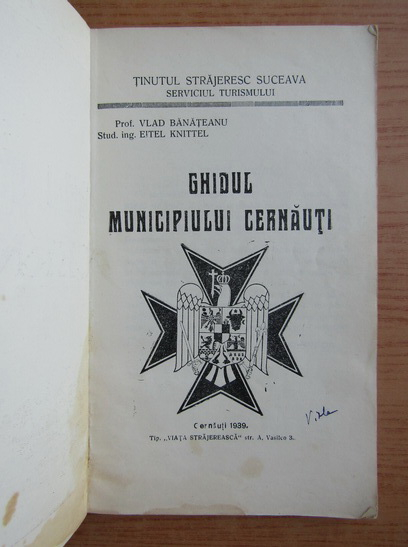 ȚINUTUL STRĂJERESC SUCEAVA
SERVICIUL TURISMULUI
Prof. VLAD BĂNĂȚEANU
Stud. ing. EITEL KNITTEL
GHIDUL
MUNICIPIULUI CERNĂUȚI
Cernăuți 1939.
Tip. „VIAȚA STRĂJEREASCĂ" str. A. Vasilco 3.